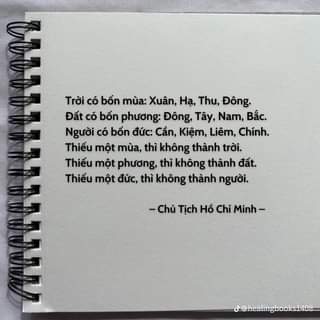 Trời có bốn mùa: Xuân, Hạ, Thu, Đông.
Đất có bốn phương: Đông, Tây, Nam, Bắc.
Người có bốn đức: Cần, Kiệm, Liêm, Chính.
Thiếu một mùa, thì không thành trời.
Thiếu một phương, thì không thành đất.
Thiếu một đức, thì không thành người.
– Chủ Tịch Hồ Chí Minh –
@healingbooks1408